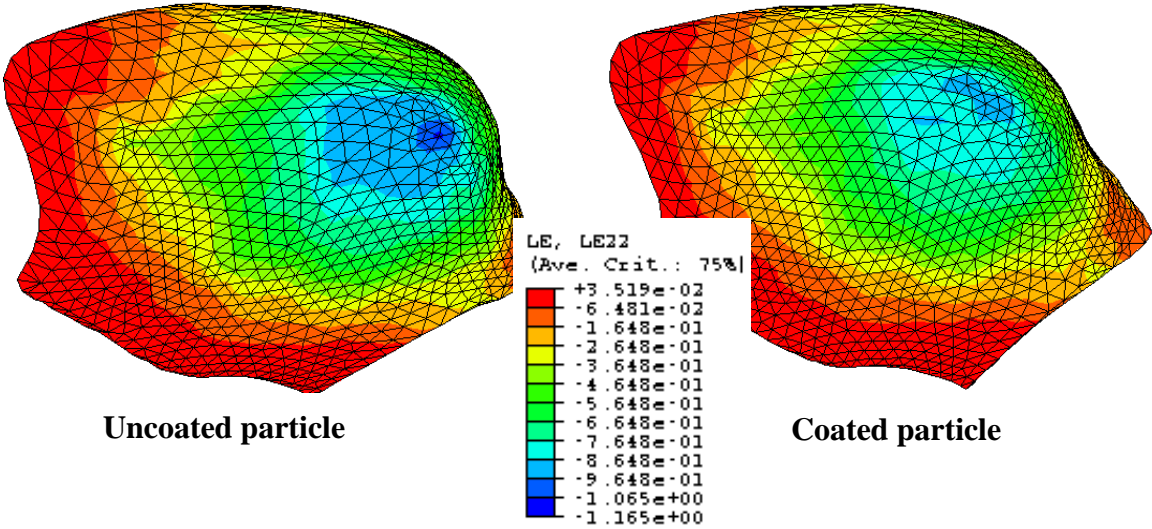 LE, LE22
(Ave. Crit.: 75%|
+3.519e-02
-6.481e-02
-1.648e-01
-2.648e-01
-3.648e-01
-4.648e-01
-5.648e-01
-6.648e-01
-7.648e-01
-8.648e-01
-9.648e-01
-1.065e+00
-1.165e+00
Uncoated particle
Coated particle